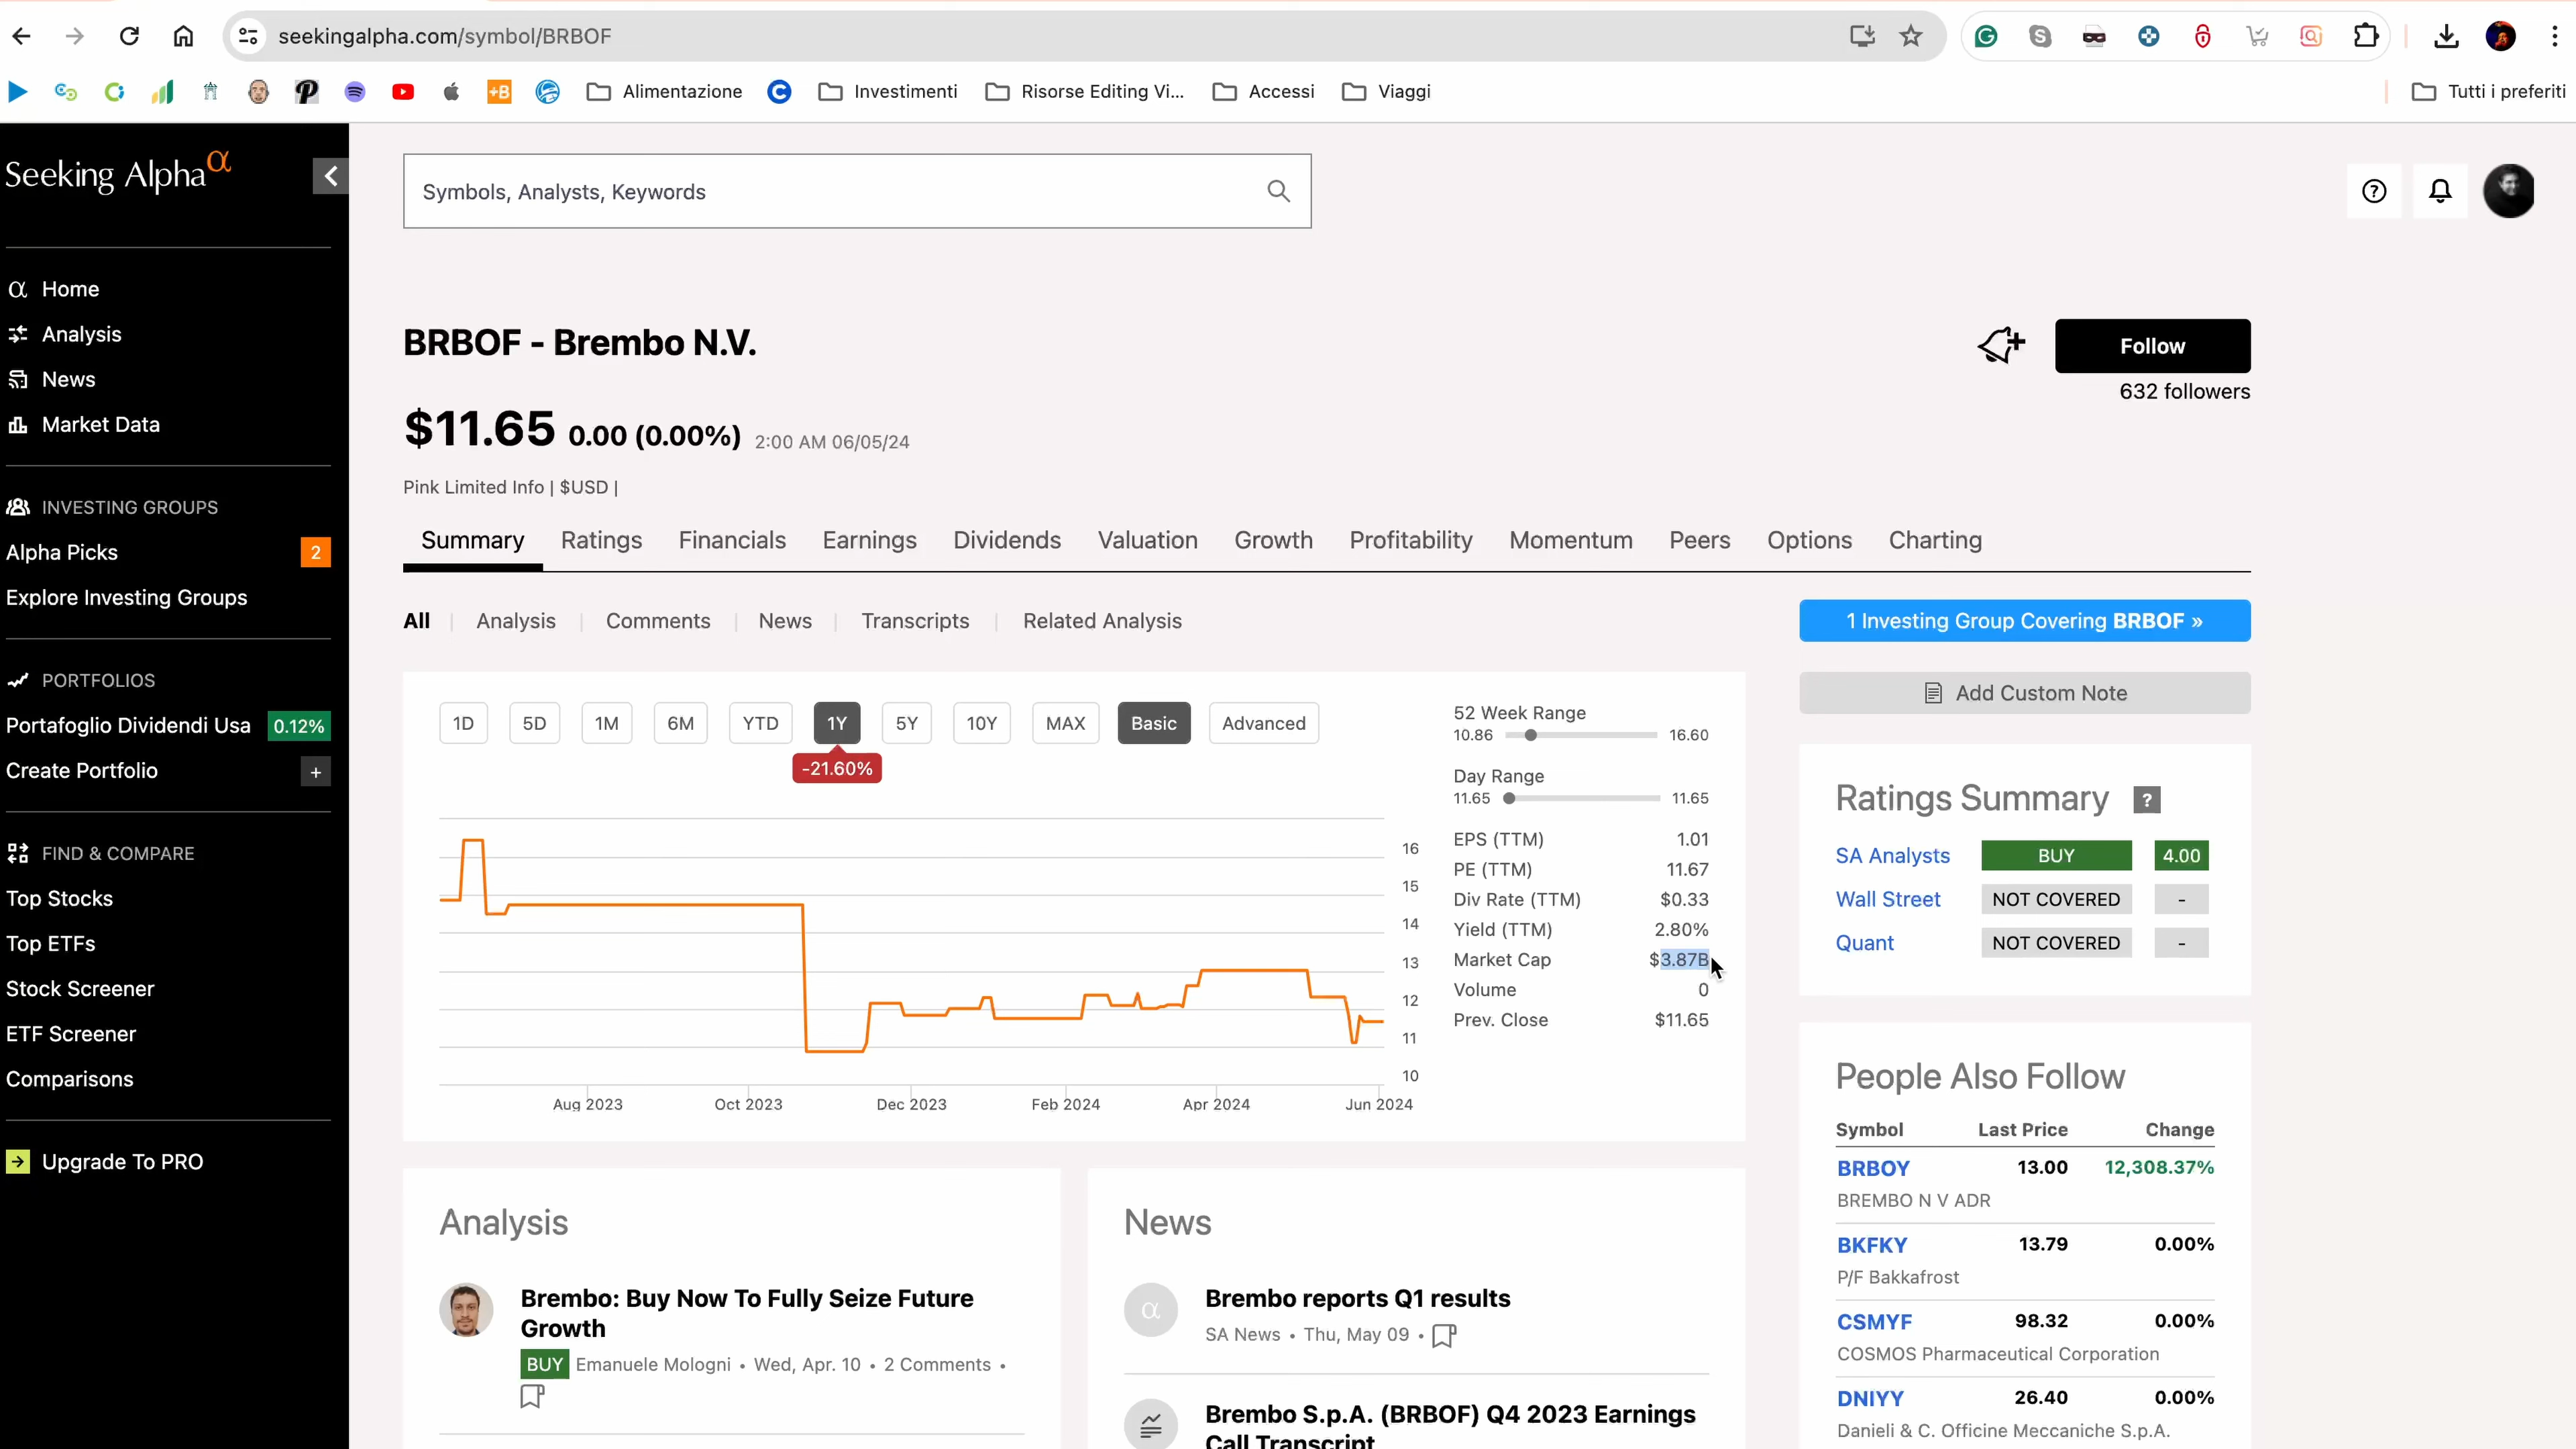 seekingalpha.com/symbol/BRBOF
Alimentazione
Investimenti
Risorse Editing Vi...
Accessi
Viaggi
Tutti i preferiti
Seeking Alpha α
Symbols, Analysts, Keywords
Home
Analysis
News
Market Data
INVESTING GROUPS
Alpha Picks 2
Explore Investing Groups
PORTFOLIOS
Portafoglio Dividendi Usa 0.12%
Create Portfolio +
FIND & COMPARE
Top Stocks
Top ETFs
Stock Screener
ETF Screener
Comparisons
Upgrade To PRO
BRBOF - Brembo N.V.
Follow
632 followers
$11.65 0.00 (0.00%) 2:00 AM 06/05/24
Pink Limited Info | $USD |
Summary Ratings Financials Earnings Dividends Valuation Growth Profitability Momentum Peers Options Charting
All | Analysis | Comments | News | Transcripts | Related Analysis
1D 5D 1M 6M YTD 1Y 5Y 10Y MAX Basic Advanced
-21.60%
16
15
14
13
12
11
10
Aug 2023 Oct 2023 Dec 2023 Feb 2024 Apr 2024 Jun 2024
52 Week Range
10.86 16.60
Day Range
11.65 11.65
EPS (TTM) 1.01
PE (TTM) 11.67
Div Rate (TTM) $0.33
Yield (TTM) 2.80%
Market Cap $3.87B
Volume 0
Prev. Close $11.65
1 Investing Group Covering BRBOF »
Add Custom Note
Ratings Summary ?
SA Analysts BUY 4.00
Wall Street NOT COVERED -
Quant NOT COVERED -
People Also Follow
Symbol Last Price Change
BRBOY 13.00 12,308.37%
BREMBO N V ADR
BKFKY 13.79 0.00%
P/F Bakkafrost
CSMYF 98.32 0.00%
COSMOS Pharmaceutical Corporation
DNIYY 26.40 0.00%
Danieli & C. Officine Meccaniche S.p.A.
Analysis
Brembo: Buy Now To Fully Seize Future
Growth
BUY Emanuele Mologni • Wed, Apr. 10 • 2 Comments •
News
Brembo reports Q1 results
SA News • Thu, May 09 •
Brembo S.p.A. (BRBOF) Q4 2023 Earnings
Call Transcript